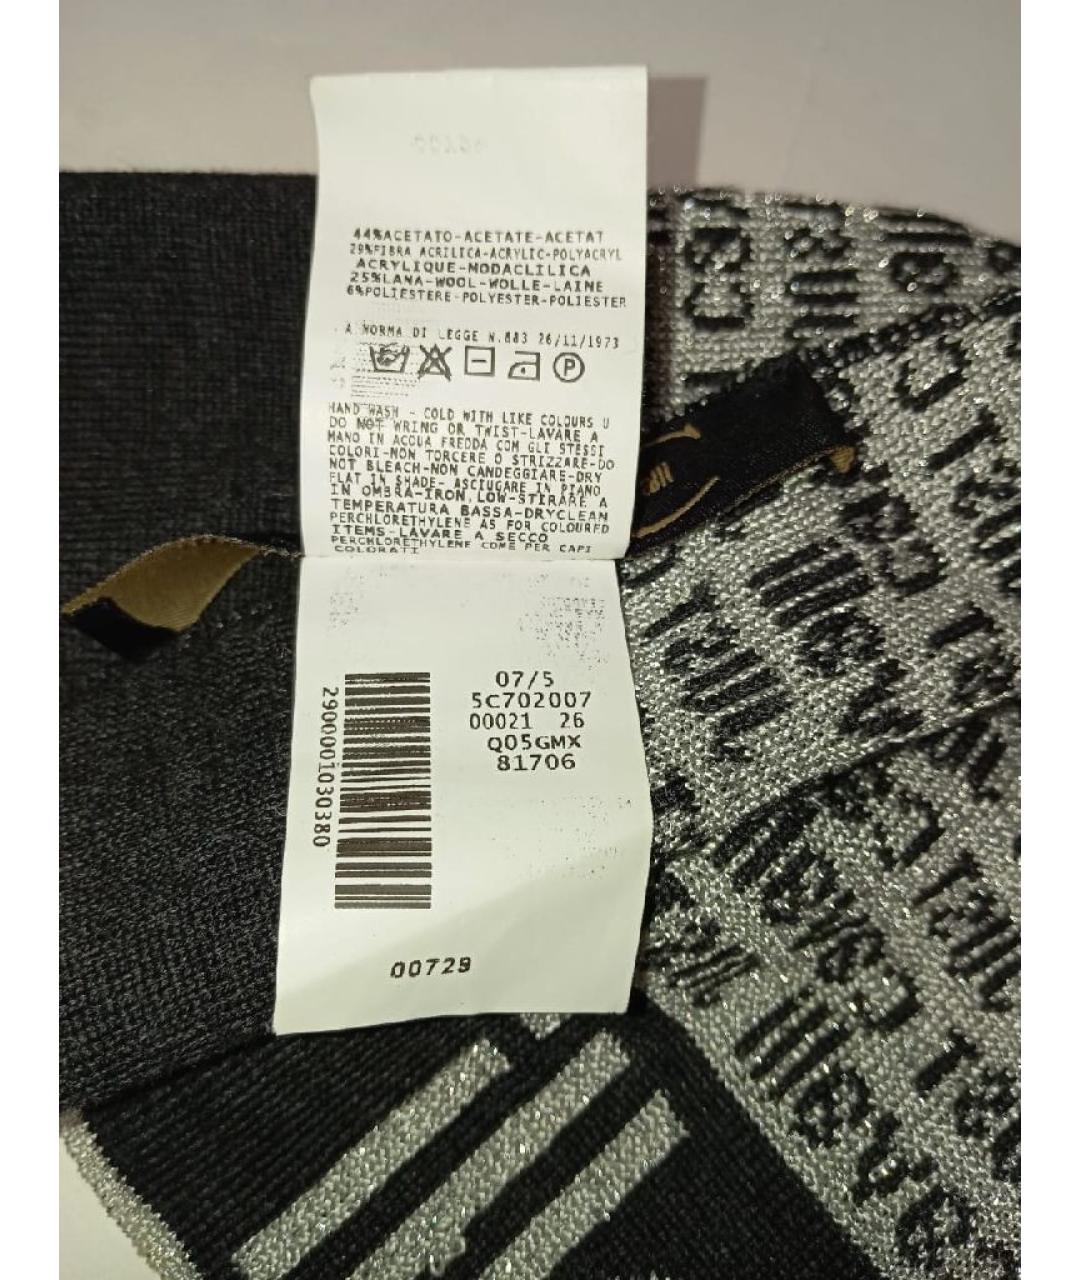 44%ACETATO-ACETATE-ACETAT
29%FIBRA ACRILICA-ACRYLIC-POLYACRYL
ACRYLIQUE-MODACLILICA
25%LANA-WOOL-WOLLE-LAINE
6%POLIESTERE-POLYESTER-POLIESTER
A NORMA DI LEGGE N.883 26/11/1973
P
HAND WASH - COLD WITH LIKE COLOURS U
DO NOT WRING OR TWIST-LAVARE A
MANO IN ACQUA FREDDA COM GLI STESSI
COLORI-NON TORCERE O STRIZZARE-DO
NOT BLEACH-NON CANDEGGIARE-DRY
FLAT IN SHADE- ASCIUGARE IN PIANO
IN OMBRA-IRON LOW-STIRARE A
TEMPERATURA BASSA-DRYCLEAN
PERCHLORETHYLENE AS FOR COLOURED
ITEMS-LAVARE A SECCO
PERCHLORETHYLENE COME PER CAPI
COLORATI
2900001030380
07/5
5C702007
00021 26
Q05GMX
81706
00729